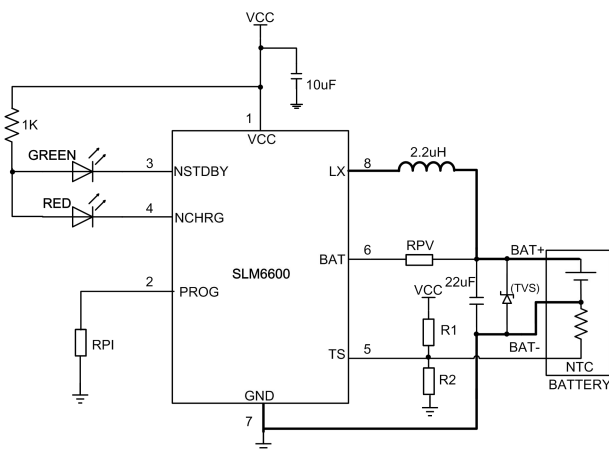 VCC
10uF
1K
1
VCC
GREEN
3
NSTDBY
LX
8
2.2uH
RED
4
NCHRG
6
BAT
RPV
BAT+
SLM6600
2
PROG
VCC
22uF
(TVS)
RPI
R1
TS
5
BAT-
R2
NTC
BATTERY
GND
7